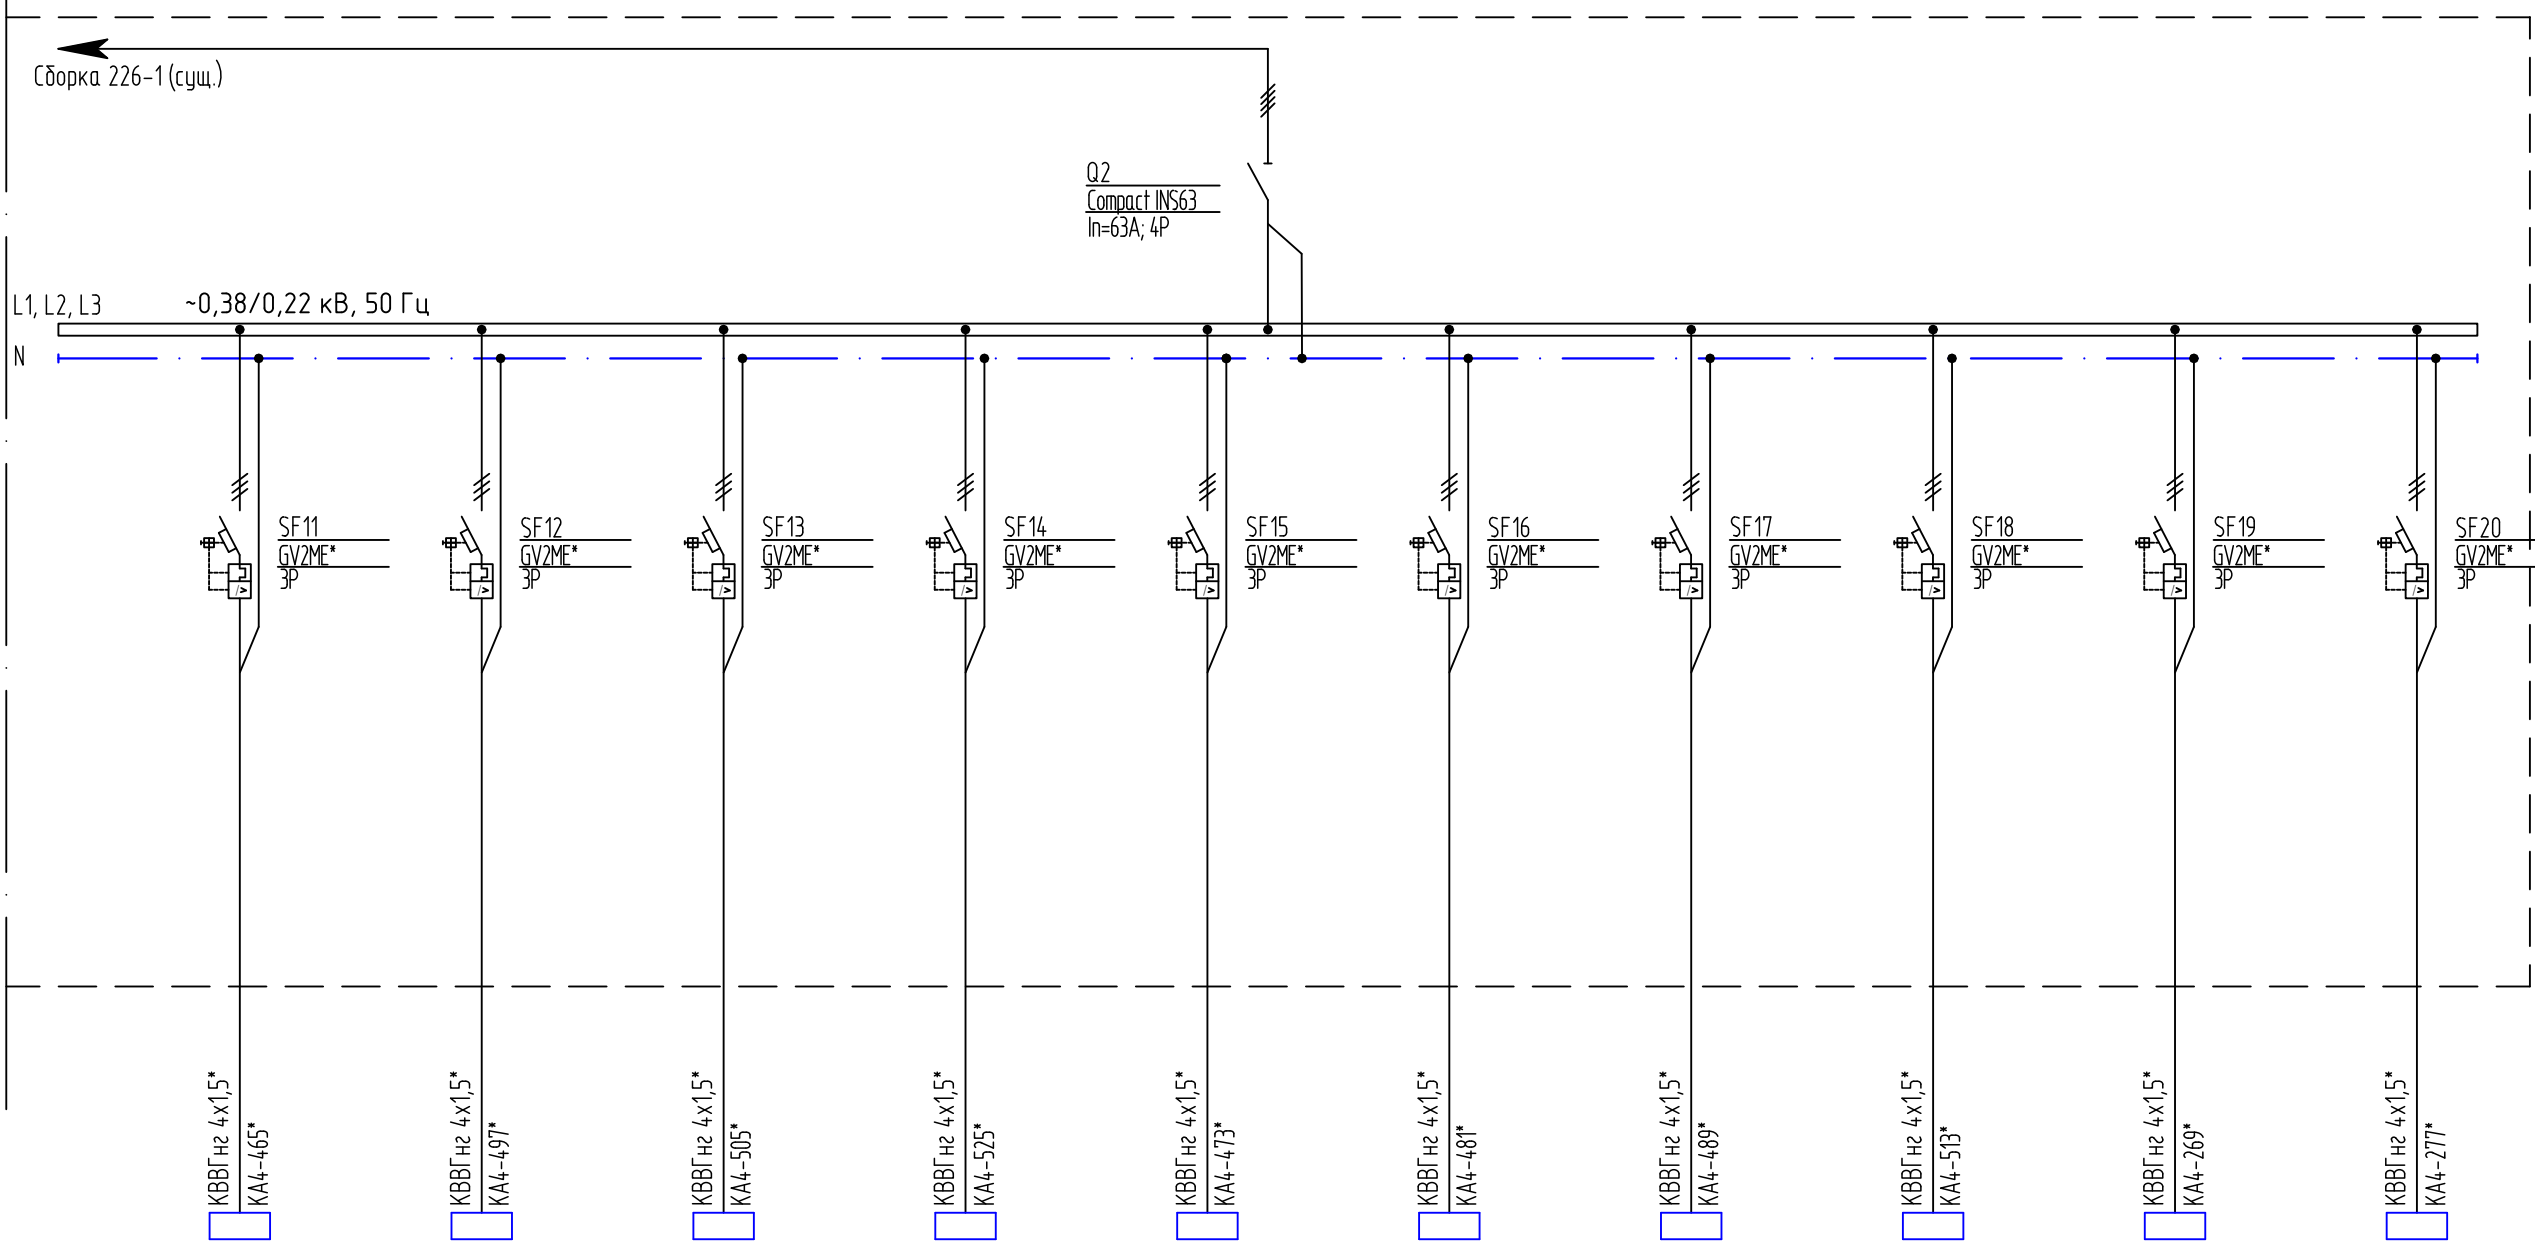 Сборка 226-1 (сущ.)
Q2
Compact INS63
In=63A; 4P
L1, L2, L3
~0,38/0,22 кВ, 50 Гц
N
SF11
GV2ME*
3P
SF12
GV2ME*
3P
SF13
GV2ME*
3P
SF14
GV2ME*
3P
SF15
GV2ME*
3P
SF16
GV2ME*
3P
SF17
GV2ME*
3P
SF18
GV2ME*
3P
SF19
GV2ME*
3P
SF20
GV2ME*
3P
КВВГнг 4х1,5*
КА4-465*
КВВГнг 4х1,5*
КА4-497*
КВВГнг 4х1,5*
КА4-505*
КВВГнг 4х1,5*
КА4-525*
КВВГнг 4х1,5*
КА4-473*
КВВГнг 4х1,5*
КА4-481*
КВВГнг 4х1,5*
КА4-489*
КВВГнг 4х1,5*
КА4-513*
КВВГнг 4х1,5*
КА4-269*
КВВГнг 4х1,5*
КА4-277*